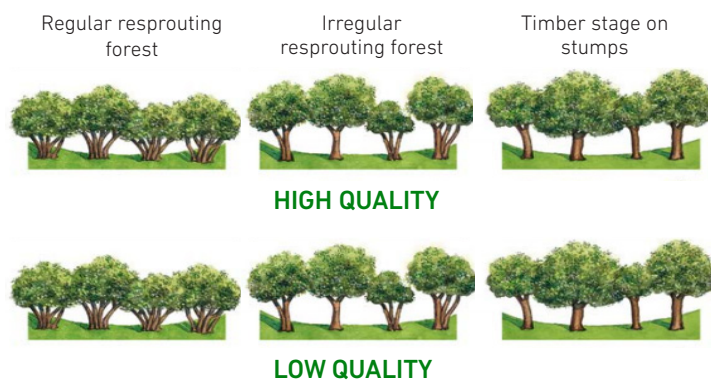 Regular resprouting
forest
Irregular
resprouting forest
Timber stage on
stumps
HIGH QUALITY
LOW QUALITY